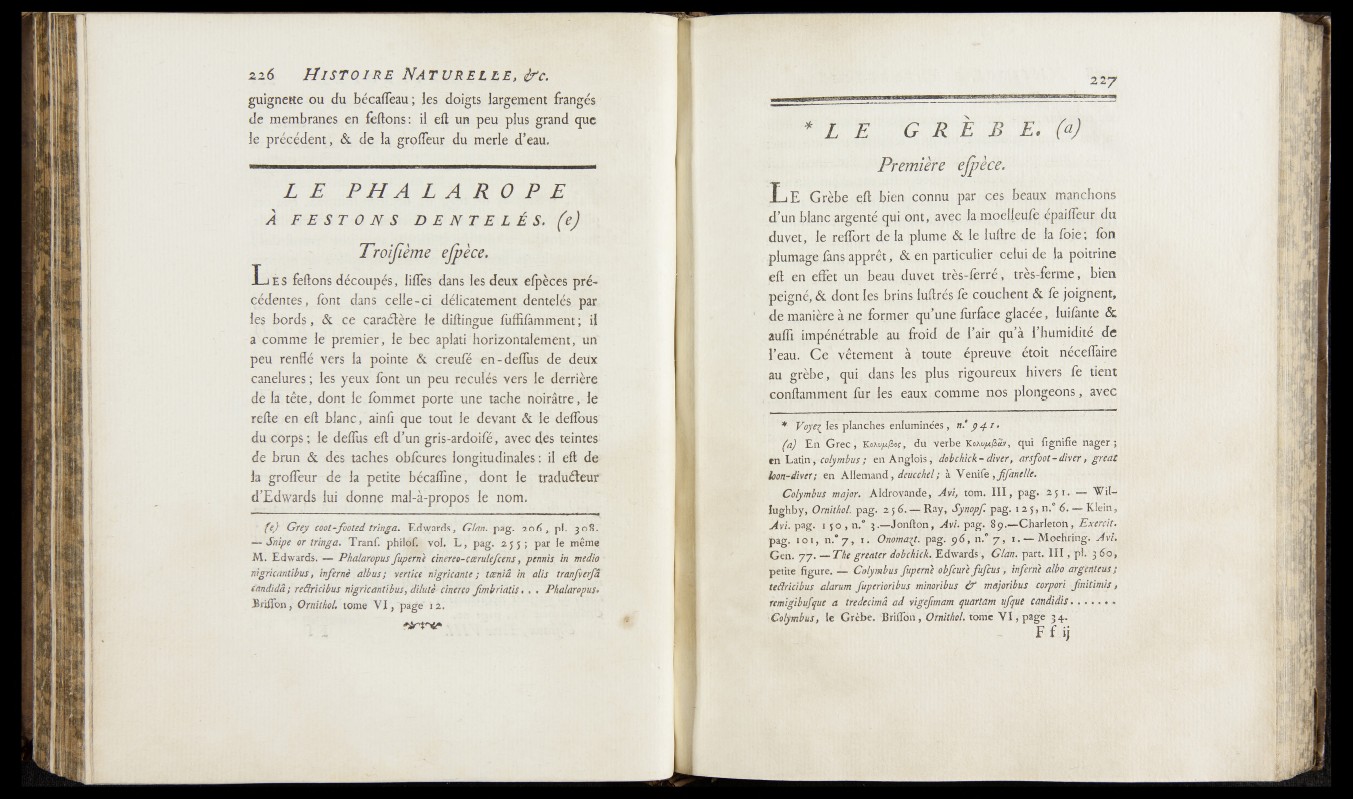 226 HISTOIRE NATURELLE, &c.
guignette ou du bécaſſeau; les doigts largement frangés
de membranes en feſtons: il eſt un peu plus grand que
le précédent, & de la groſſeur du merle d'eau.
LE PHALAROPE
À FESTONS DENTELÉS. (e)
Troiſième eſpèce.
LES feſtons découpés, liſſes dans les deux eſpèces pré-
cédentes, ſont dans celle-ci délicatement dentelés par
les bords, & ce caractère le diſtingue ſuffiſamment; il
a comme le premier, le bec aplati horizontalement, un
peu renflé vers la pointe & creuſé en-deſſus de deux
canelures; les yeux ſont un peu reculés vers le derrière
de la tête, dont le ſommet porte une tache noirâtre, le
reſte en eſt blanc, ainſi que tout le devant & le deſſous
du corps; le deſſus eſt d'un gris-ardoiſé, avec des teintes
de brun & des taches obſcures longitudinales: il eſt de
la groſſeur de la petite bécaſſine, dont le traducteur
d'Edwards lui donne mal-à-propos le nom.
(e) Grey coot-footed tringa. Edwards, Glan. pag. 206, pl. 308.
— Snipe or tringa. Tranſ. philoſ. vol. L, pag. 255; par le même
M. Edwards. — Phalaropus ſupernè cinereo-cærulefcens, pennis in medio
nigricantibus, infernè albus; vertice nigricante; tæniâ in alis tranſverſâ
candidâ; rectricibus nigricantibus, dilutè cinereo fimbriatis... Phalaropus.
Briſſon, Ornithol. tome VI, page 12.
227
* LE GRÈBE. (a)
Première eſpèce.
LE Grèbe eſt bien connu par ces beaux manchons
d'un blanc argenté qui ont, avec la moelleuſe épaiſſeur du
duvet, le reſſort de la plume & le luſtre de la ſoie; ſon
plumage ſans apprêt, & en particulier celui de la poitrine
eſt en effet un beau duvet très-ſerré, très-ferme, bien
peigné, & dont les brins luſtrés ſe couchent & ſe joignent,
de manière à ne former qu'une ſurface glacée, luiſante &
auſſi impénétrable au froid de l'air qu'à l'humidité de
l'eau. Ce vêtement à toute épreuve étoit néceſſaire
au grèbe, qui dans les plus rigoureux hivers ſe tient
conſtamment ſur les eaux comme nos plongeons, avec
* Voyez les planches enluminées, n.° 941.
(a) En Grec, Κολυμβος, du verbe Κολυμβᾶν, qui ſignifie nager;
en Latin, colymbus; en Anglois, dobchick-diver, arsfoot-diver, great
loon-diver; en Allemand, deucchel; à Veniſe, fiſanelle.
Colymbus major. Aldrovande, Avi, tom. III, pag. 251. — Wil-
lughby, Ornithol. pag. 256. — Ray, Synopſ. pag. 125, n.° 6. — Klein,
Avi. pag. 150, n.° 3.—Jonſton, Avi. pag. 89.—Charleton, Exercit.
pag. 101, n.° 7, 1. Onomazt. pag. 96, n.° 7, 1. — Moehring. Avi.
Gen. 77. — The greater dobchick. Edwards, Glan. part. III, pl. 360,
petite figure. — Colymbus ſupernè obſcurè fuſcus, infernè albo argenteus;
tectricibus alarum ſuperioribus minoribus & majoribus corpori finitimis,
remigibuſque a tredecimâ ad vigeſimam quartam uſque candidis.......
Colymbus, le Grèbe. Briſſon, Ornithol. tome VI, page 34.
F f ij